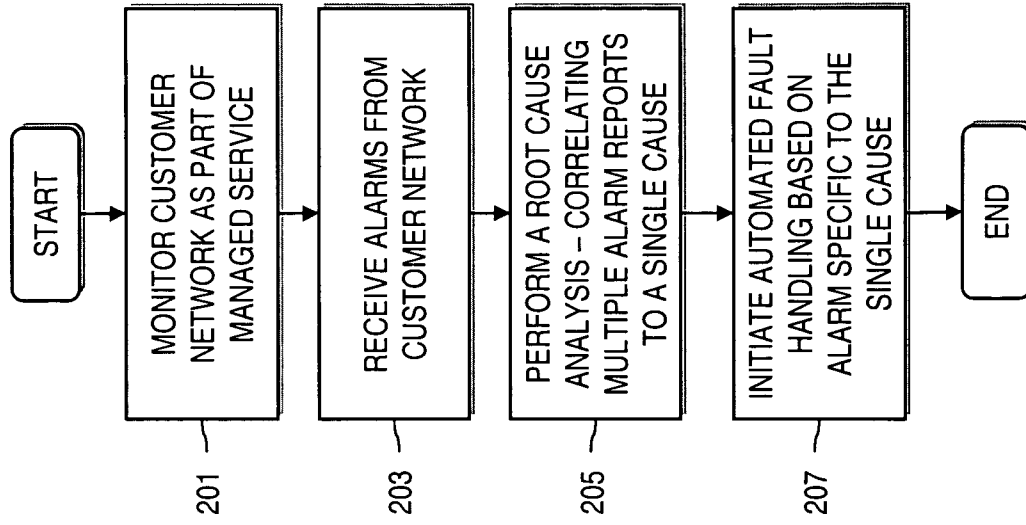 START
MONITOR CUSTOMER
NETWORK AS PART OF
MANAGED SERVICE
201
RECEIVE ALARMS FROM
CUSTOMER NETWORK
203
PERFORM A ROOT CAUSE
ANALYSIS – CORRELATING
MULTIPLE ALARM REPORTS
TO A SINGLE CAUSE
205
INITIATE AUTOMATED FAULT
HANDLING BASED ON
ALARM SPECIFIC TO THE
SINGLE CAUSE
207
END